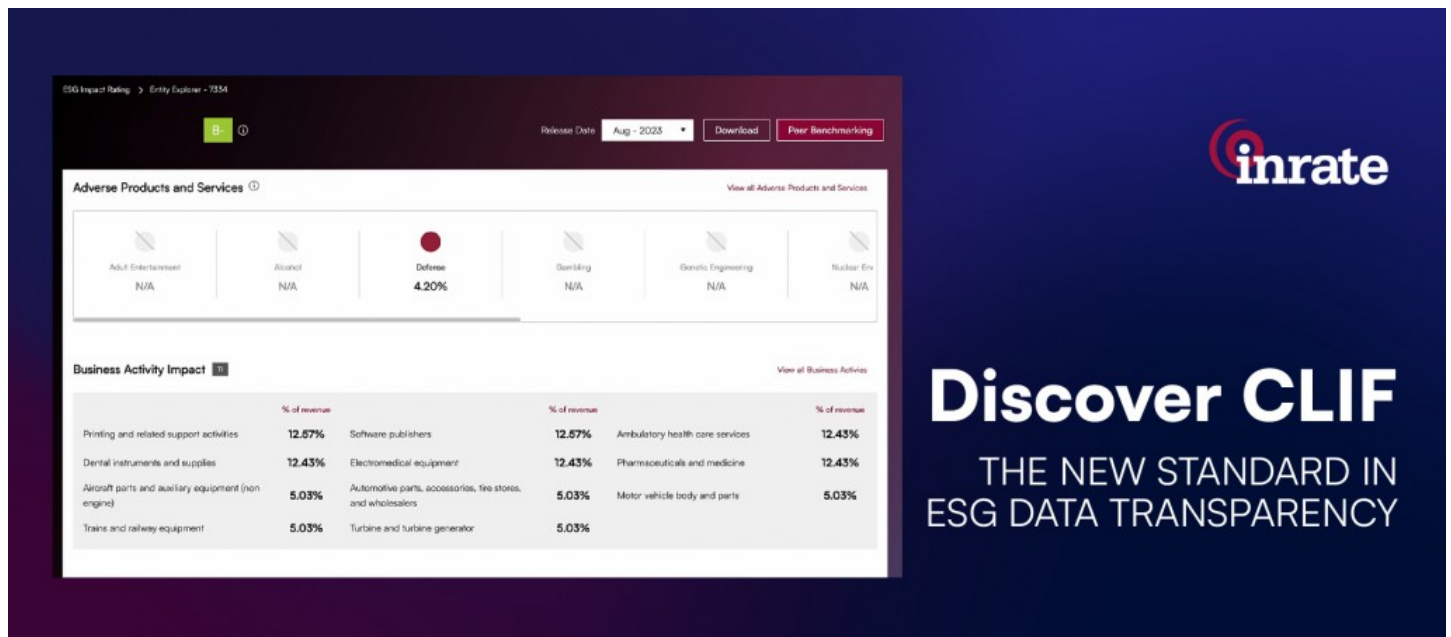 ESG Impact Rating > Entity Explorer - 7334
B-
Release Date Aug - 2023 Download Peer Benchmarking
inrate
Adverse Products and Services
View all Adverse Products and Services
Adult Entertainment Alcohol Defense Gambling Genetic Engineering Nuclear Ene
N/A N/A 4.20% N/A N/A N/A
Business Activity Impact 11
View all Business Activies
% of revenue % of revenue % of revenue
Printing and related support activities 12.57% Software publishers 12.57% Ambulatory health care services 12.43%
Dental instruments and supplies 12.43% Electromedical equipment 12.43% Pharmaceuticals and medicine 12.43%
Aircraft parts and auxiliary equipment (non
engine) 5.03% Automotive parts, accessories, tire stores,
and wholesalers 5.03% Motor vehicle body and parts 5.03%
Trains and railway equipment 5.03% Turbine and turbine generator 5.03%
Discover CLIF
THE NEW STANDARD IN
ESG DATA TRANSPARENCY